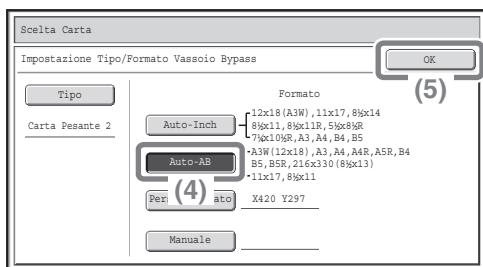 Scelta Carta
Impostazione Tipo/Formato Vassoio Bypass
OK
(5)
Tipo
Formato
Carta Pesante 2
Auto-Inch
12x18(A3W),11x17,8½x14
8½x11,8½x11R,5½x8½R
7¼x10½R,A3,A4,B4,B5
Auto-AB
A3W(12x18),A3,A4,A4R,A5R,B4
B5,B5R,216x330(8½x13)
11x17,8½x11
(4)
X420 Y297
Manuale